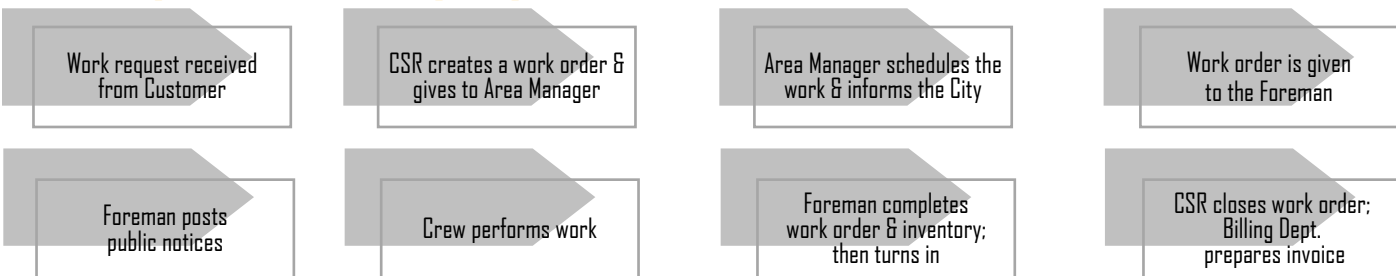 Work request received
from Customer
CSR creates a work order &
gives to Area Manager
Area Manager schedules the
work & informs the City
Work order is given
to the Foreman
Foreman posts
public notices
Crew performs work
Foreman completes
work order & inventory;
then turns in
CSR closes work order;
Billing Dept.
prepares invoice